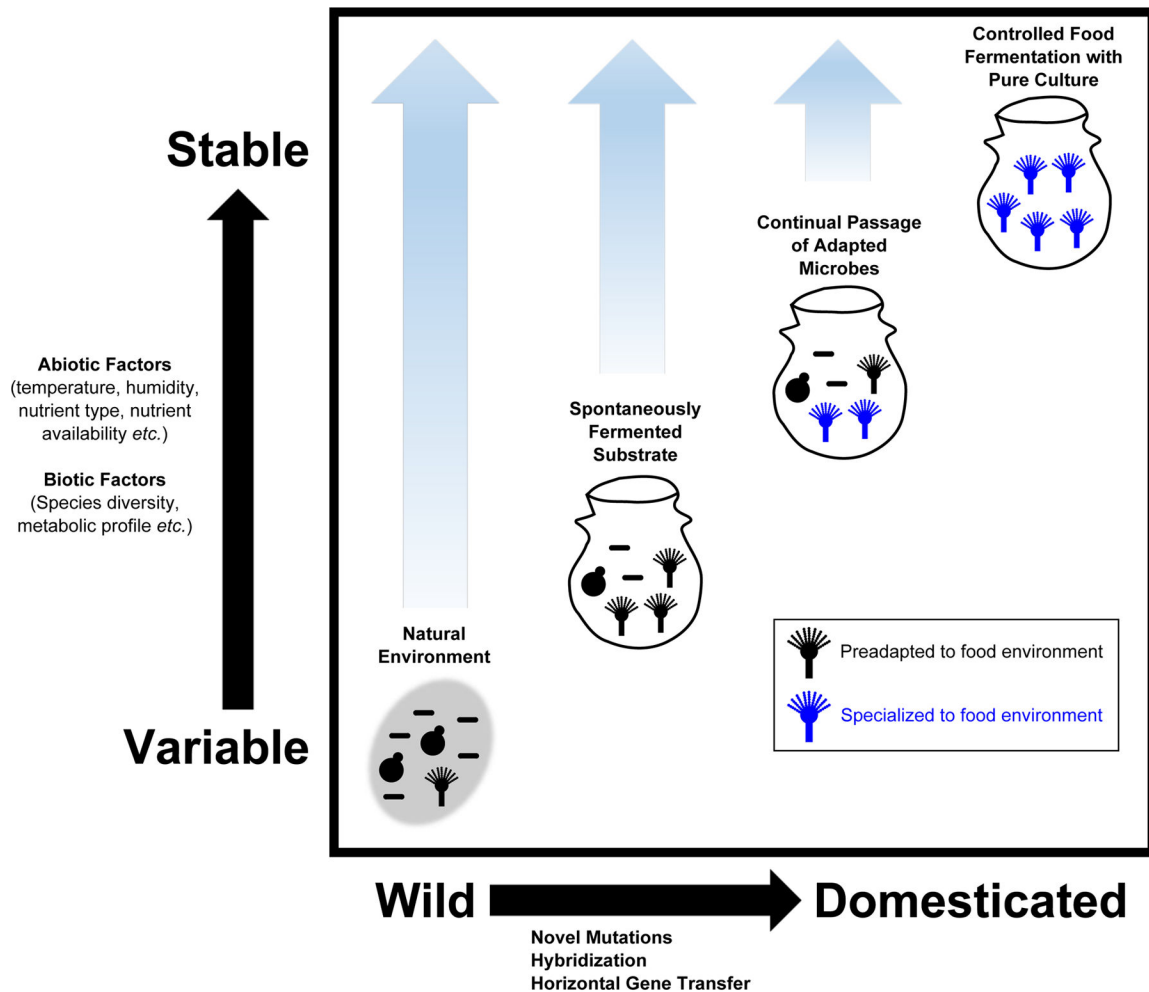 Controlled Food
Fermentation with
Pure Culture
Stable
Continual Passage
of Adapted
Microbes
Abiotic Factors
(temperature, humidity,
nutrient type, nutrient
availability etc.)
Biotic Factors
(Species diversity,
metabolic profile etc.)
Spontaneously
Fermented
Substrate
Natural
Environment
Preadapted to food environment
Specialized to food environment
Variable
Wild
Domesticated
Novel Mutations
Hybridization
Horizontal Gene Transfer